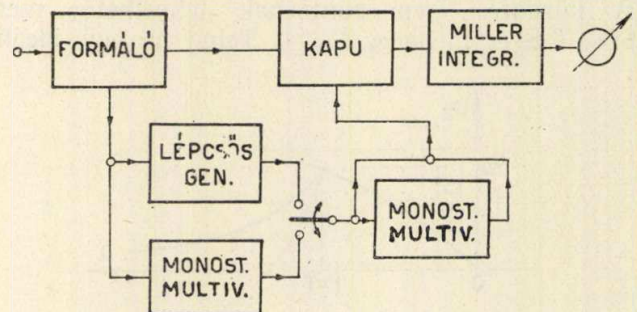 FORMÁLÓ
KAPU
MILLER
INTEGR.
LÉPCSŐS
GEN.
MONOST.
MULTIV.
MONOST.
MULTIV.